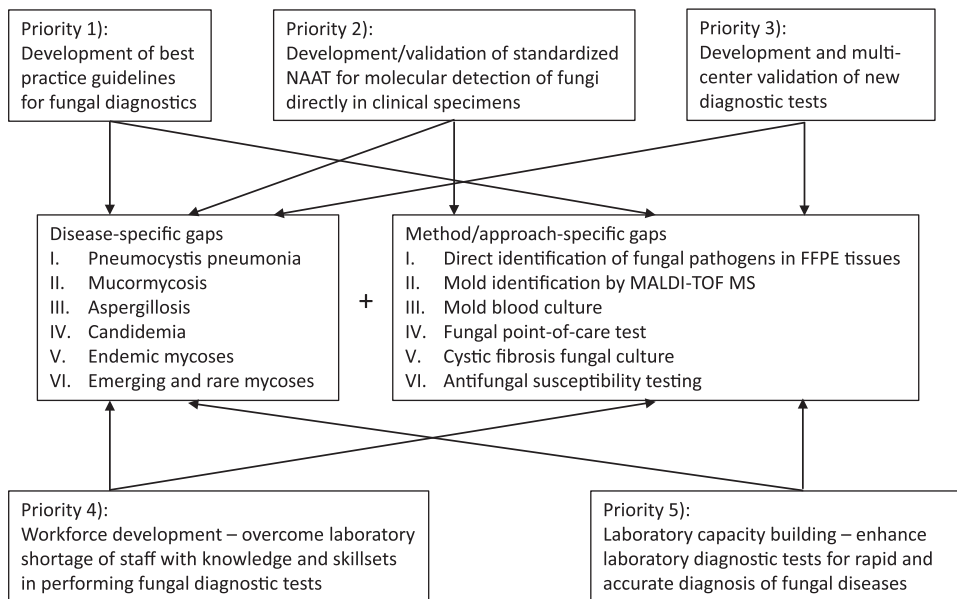 Priority 1):
Development of best
practice guidelines
for fungal diagnostics
Priority 2):
Development/validation of standardized
NAAT for molecular detection of fungi
directly in clinical specimens
Priority 3):
Development and multi-
center validation of new
diagnostic tests
Disease-specific gaps
I. Pneumocystis pneumonia
II. Mucormycosis
III. Aspergillosis
IV. Candidemia
V. Endemic mycoses
VI. Emerging and rare mycoses
+
Method/approach-specific gaps
I. Direct identification of fungal pathogens in FFPE tissues
II. Mold identification by MALDI-TOF MS
III. Mold blood culture
IV. Fungal point-of-care test
V. Cystic fibrosis fungal culture
VI. Antifungal susceptibility testing
Priority 4):
Workforce development – overcome laboratory
shortage of staff with knowledge and skillsets
in performing fungal diagnostic tests
Priority 5):
Laboratory capacity building – enhance
laboratory diagnostic tests for rapid and
accurate diagnosis of fungal diseases